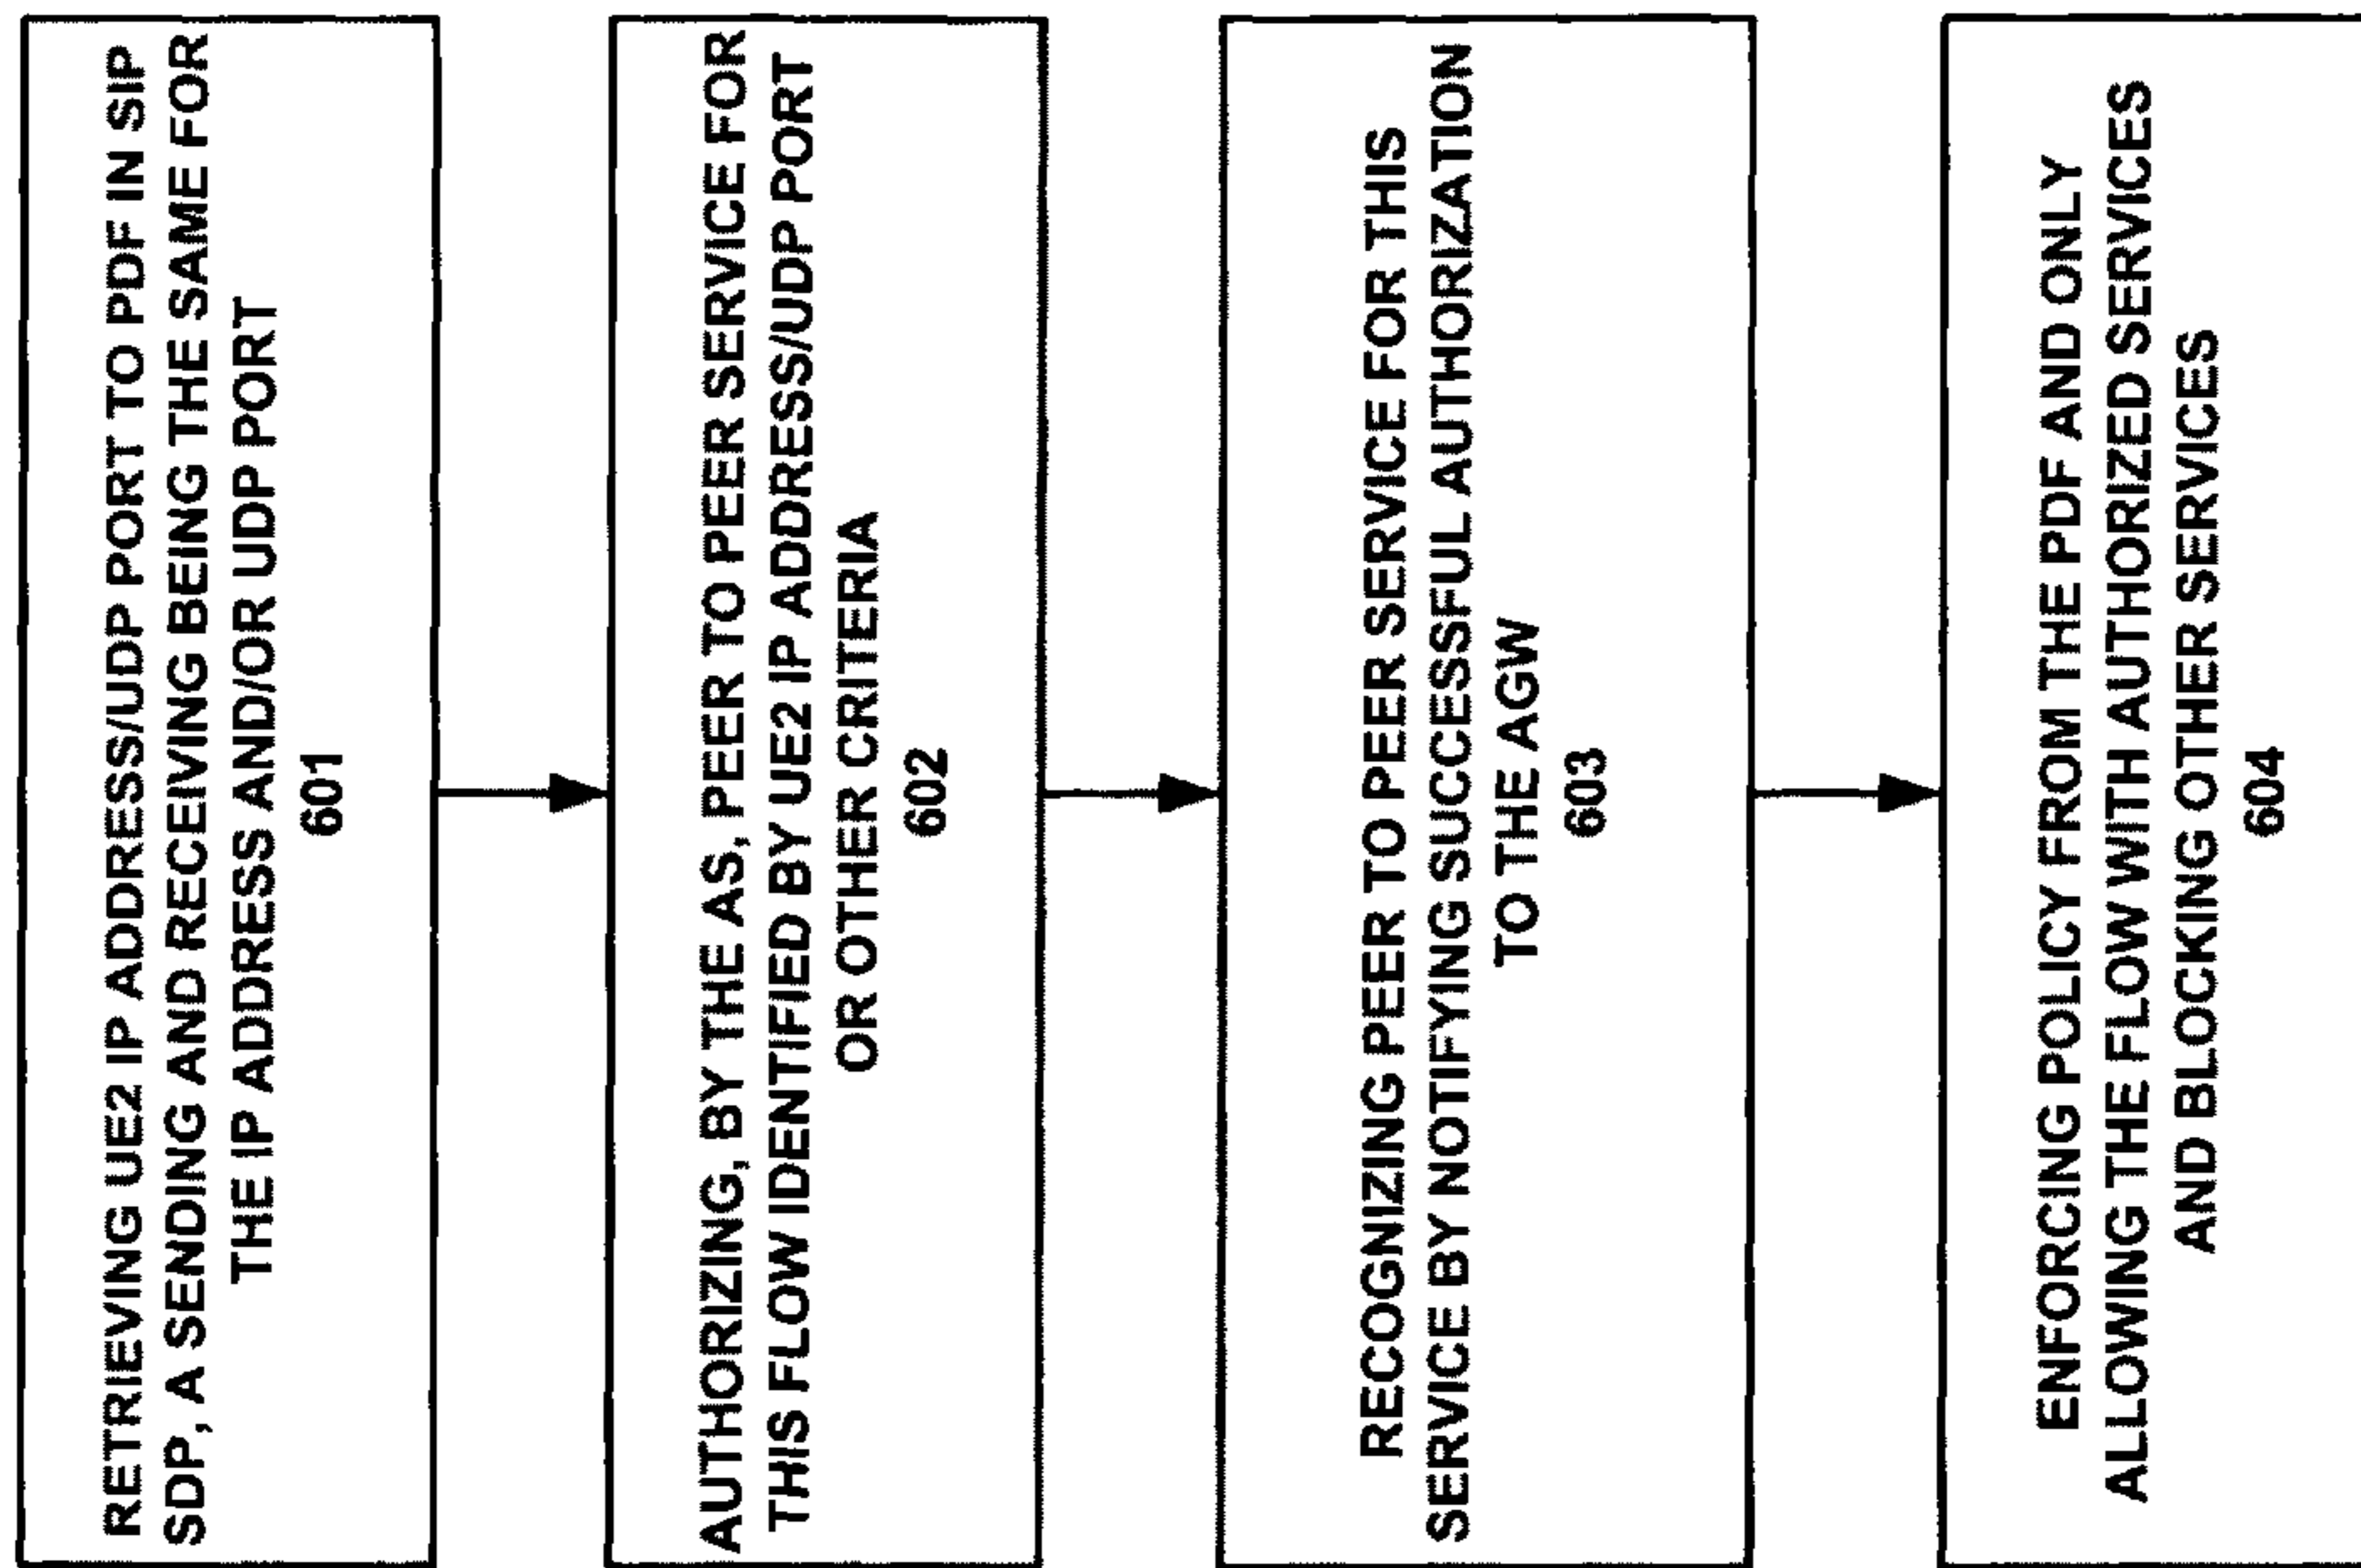 RETRIEVING UE2 IP ADDRESS/UDP PORT TO PDF IN SIP
SDP, A SENDING AND RECEIVING BEING THE SAME FOR
THE IP ADDRESS AND/OR UDP PORT
601
AUTHORIZING, BY THE AS, PEER TO PEER SERVICE FOR
THIS FLOW IDENTIFIED BY UE2 IP ADDRESS/UDP PORT
OR OTHER CRITERIA
602
RECOGNIZING PEER TO PEER SERVICE FOR THIS
SERVICE BY NOTIFYING SUCCESSFUL AUTHORIZATION
TO THE AGW
603
ENFORCING POLICY FROM THE PDF AND ONLY
ALLOWING THE FLOW WITH AUTHORIZED SERVICES
AND BLOCKING OTHER SERVICES
604